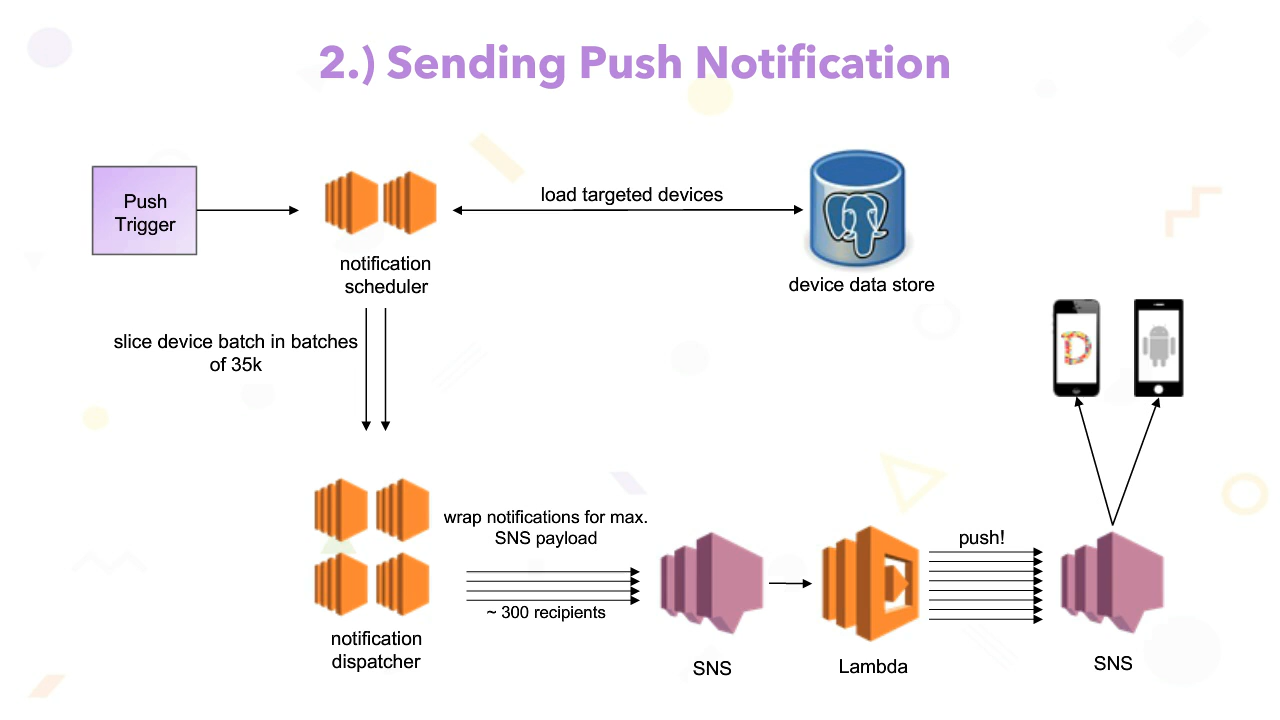 2.) Sending Push Notification
Push
Trigger
load targeted devices
notification
scheduler
device data store
slice device batch in batches
of 35k
D
wrap notifications for max.
SNS payload
~ 300 recipients
push!
notification
dispatcher
SNS
Lambda
SNS